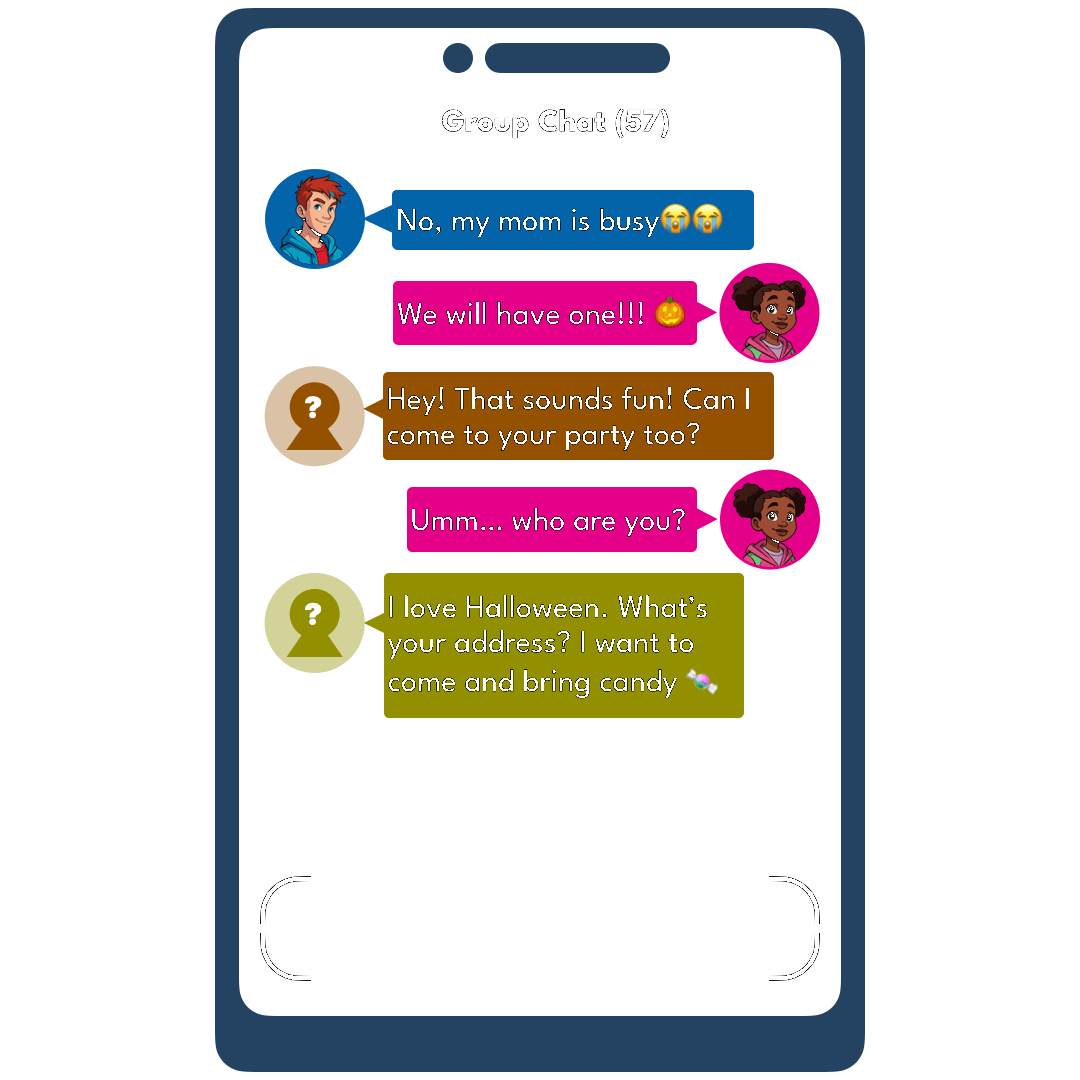 Group Chat (57)
No, my mom is busy😭😭
We will have one!!! 🎃
?
Hey! That sounds fun! Can I
come to your party too?
Umm... who are you?
?
I love Halloween. What's
your address? I want to
come and bring candy 🍬